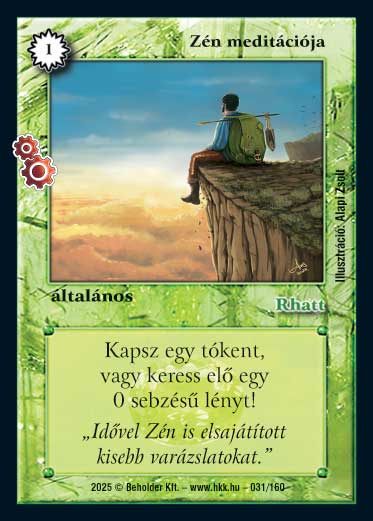 1
Zén meditációja
Illusztráció: Alapi Zsolt
általános
Rhatt
Kapsz egy tókent,
vagy keress elő egy
0 sebzésű lényt!
„Idővel Zén is elsajátított
kisebb varázslatokat.”
2025 © Beholder Kft. – www.hkk.hu – 031/160